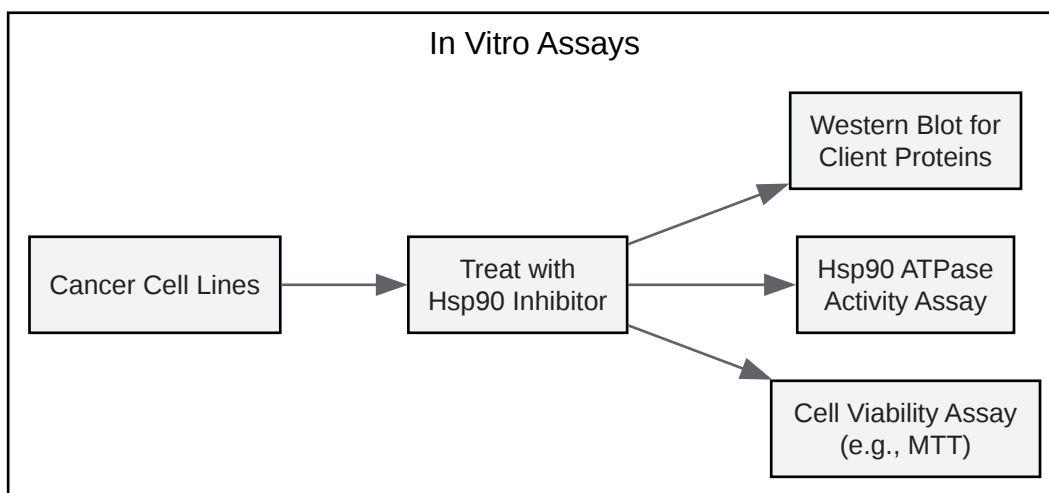 In Vitro Assays
Western Blot for
Client Proteins
Cancer Cell Lines
Treat with
Hsp90 Inhibitor
Hsp90 ATPase
Activity Assay
Cell Viability Assay
(e.g., MTT)